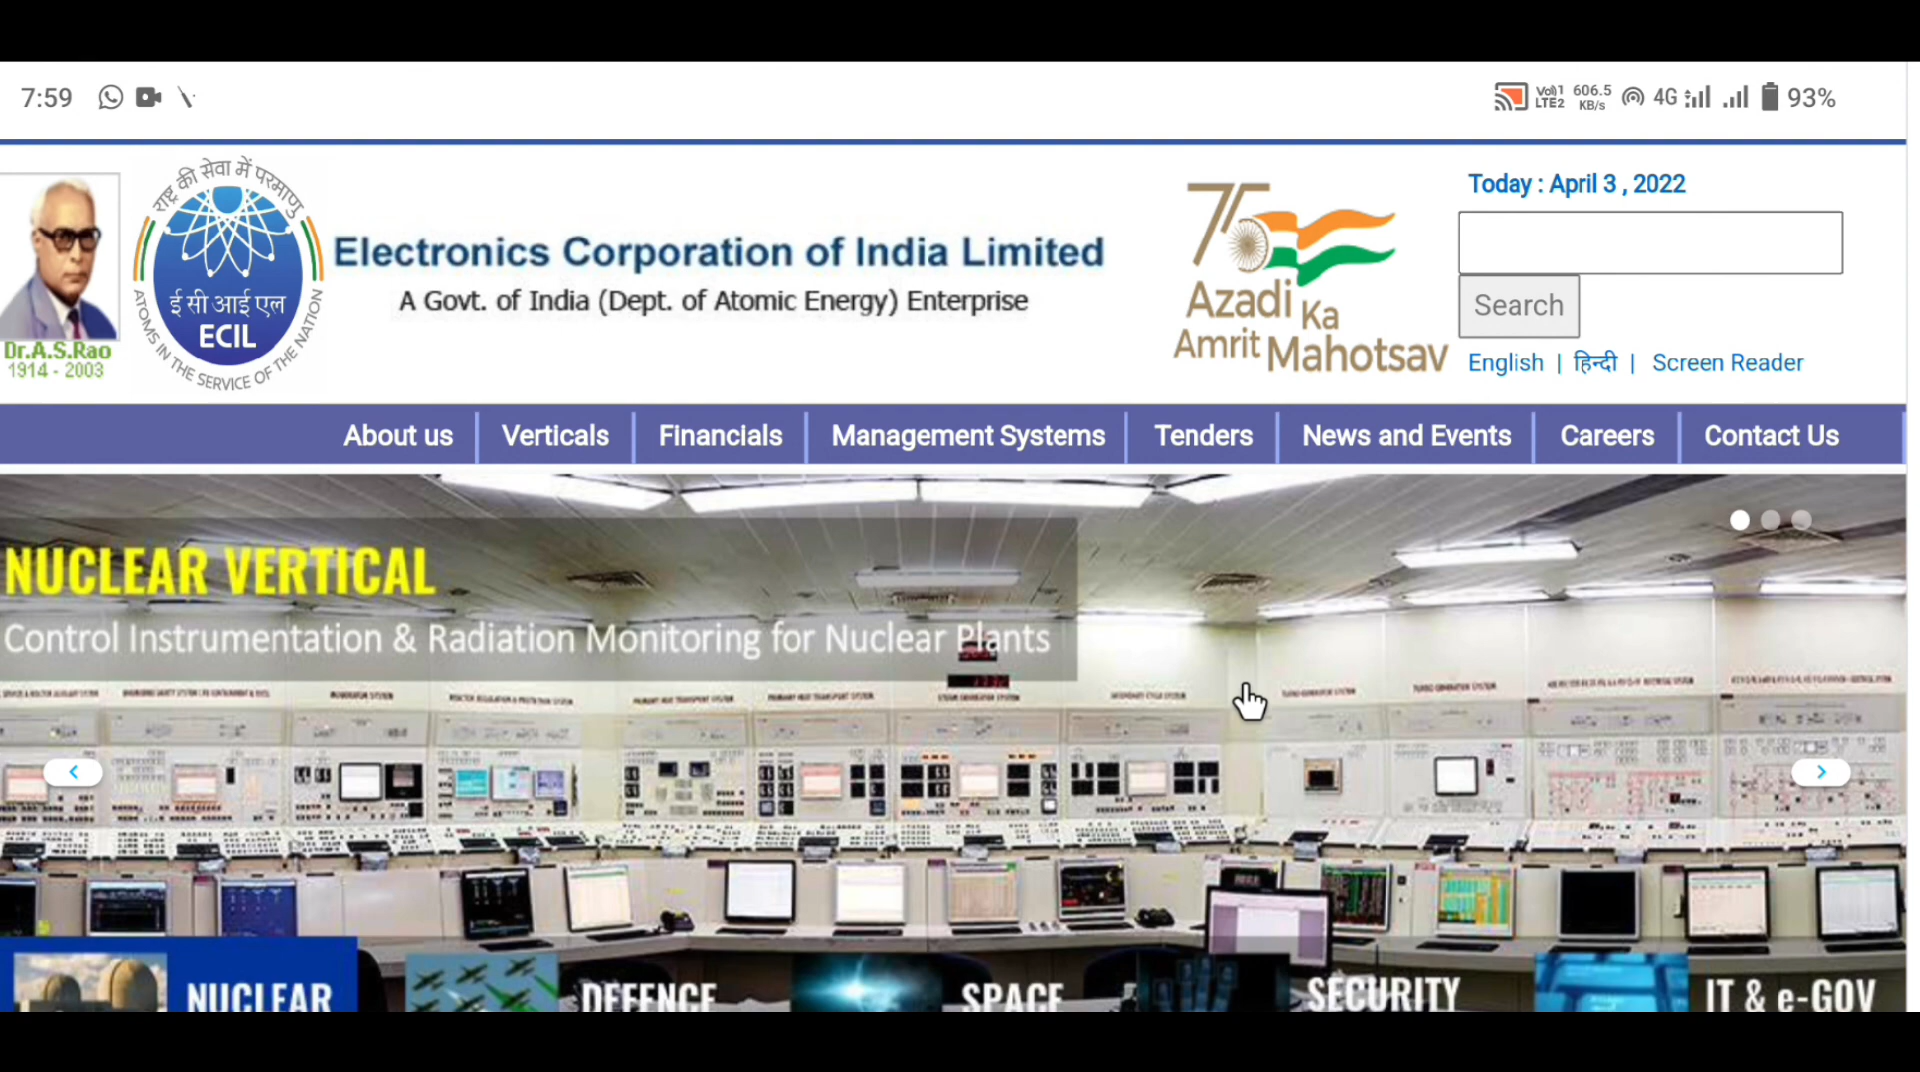 7:59
Vo))1 LTE2 606.5 KB/s 4G 93%
राष्ट्र की सेवा में परमाणु
ई सी आई एल
ECIL
ATOMS IN THE SERVICE OF THE NATION
Dr.A.S.Rao
1914 - 2003
Electronics Corporation of India Limited
A Govt. of India (Dept. of Atomic Energy) Enterprise
75
Azadi Ka
Amrit Mahotsav
Today : April 3 , 2022
Search
English | हिन्दी | Screen Reader
About us
Verticals
Financials
Management Systems
Tenders
News and Events
Careers
Contact Us
NUCLEAR VERTICAL
Control Instrumentation & Radiation Monitoring for Nuclear Plants
NUCLEAR
DEFENCE
SPACE
SECURITY
IT & e-GOV